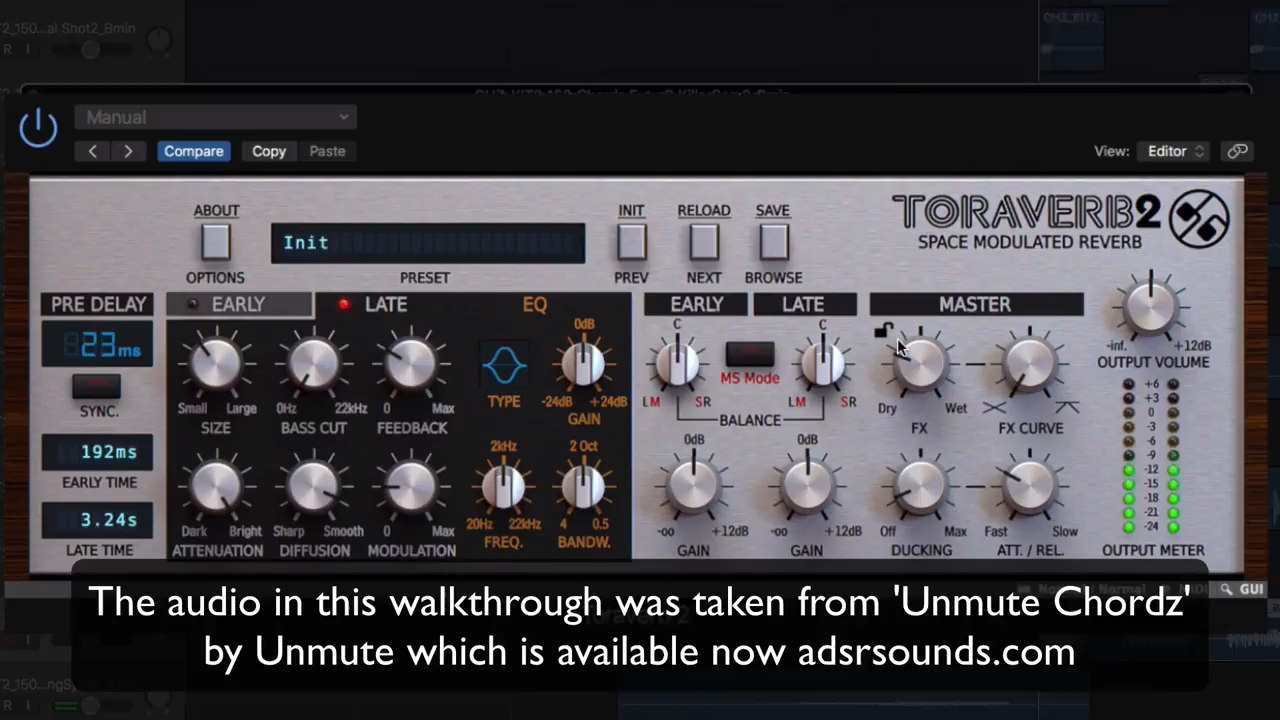 al Shot2_Bmin
R I
Manual
Compare Copy Paste
View: Editor
ABOUT
OPTIONS
Init
PRESET
INIT RELOAD SAVE
PREV NEXT BROWSE
TORAVERB2
SPACE MODULATED REVERB
PRE DELAY
23 ms
SYNC.
192ms
EARLY TIME
3.24s
LATE TIME
EARLY LATE EQ
Small Large
SIZE
0Hz 22kHz
BASS CUT
0 Max
FEEDBACK
TYPE
0dB
-24dB +24dB
GAIN
Dark Bright
ATTENUATION
Sharp Smooth
DIFFUSION
0 Max
MODULATION
2kHz
20Hz 22kHz
FREQ.
2 Oct
4 0.5
BANDW.
EARLY LATE
C C
MS Mode
LM SR LM SR
BALANCE
0dB 0dB
-oo +12dB -oo +12dB
GAIN GAIN
MASTER
Dry Wet
FX
FX CURVE
Off Max
DUCKING
Fast Slow
ATT. / REL.
-inf. +12dB
OUTPUT VOLUME
+6
+3
0
-3
-6
-9
-12
-15
-18
-21
-24
OUTPUT METER
GUI
The audio in this walkthrough was taken from 'Unmute Chordz'
by Unmute which is available now adsrsounds.com
R I